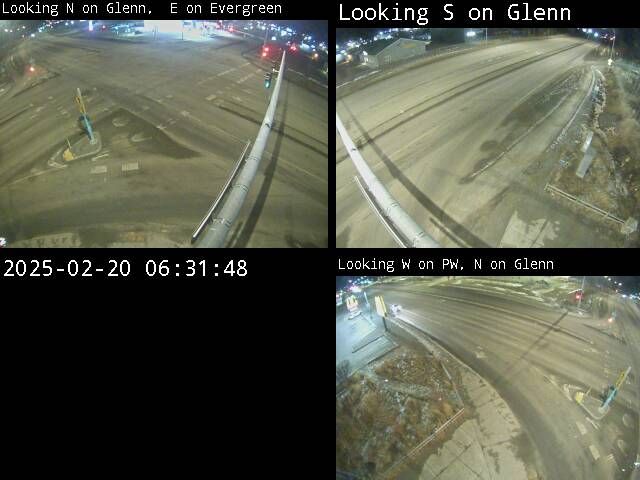 Looking N on Glenn,  E on Evergreen
Looking S on Glenn
2025-02-20 06:31:48
Looking W on PW, N on Glenn